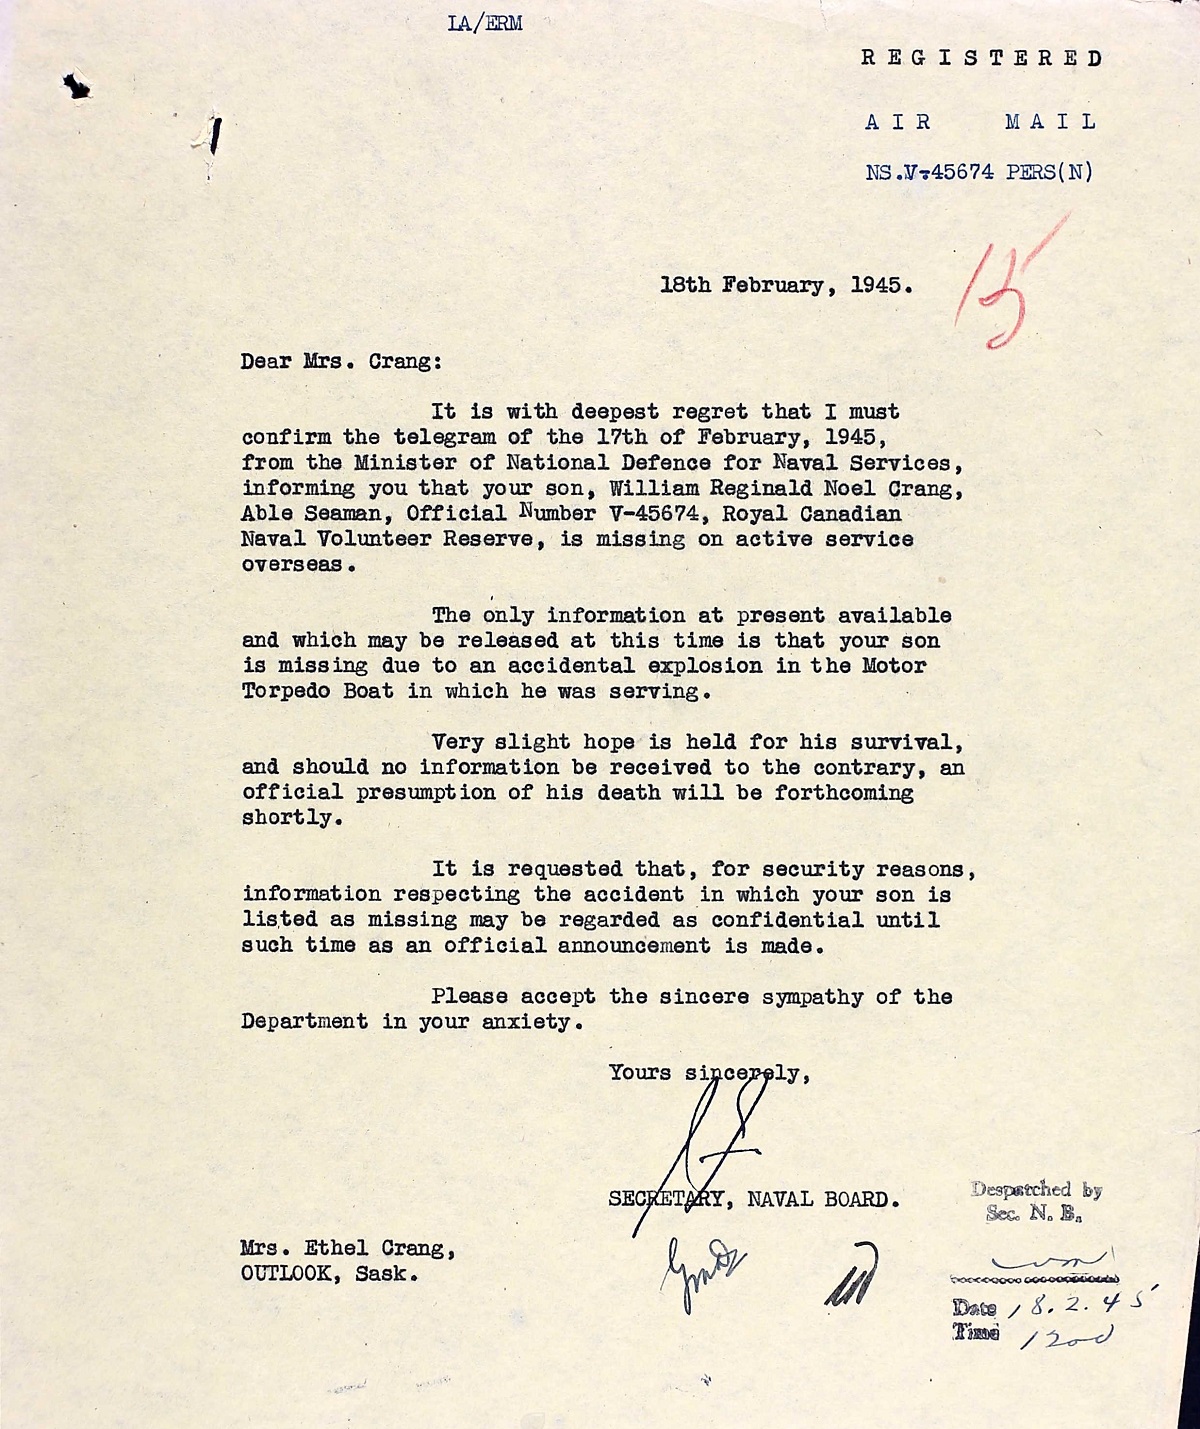 LA/ERM
REGISTERED
AIR MAIL
NS.V-45674 PERS(N)
15
18th February, 1945.
Dear Mrs. Crang:
It is with deepest regret that I must
confirm the telegram of the 17th of February, 1945,
from the Minister of National Defence for Naval Services,
informing you that your son, William Reginald Noel Crang,
Able Seaman, Official Number V-45674, Royal Canadian
Naval Volunteer Reserve, is missing on active service
overseas.
The only information at present available
and which may be released at this time is that your son
is missing due to an accidental explosion in the Motor
Torpedo Boat in which he was serving.
Very slight hope is held for his survival,
and should no information be received to the contrary, an
official presumption of his death will be forthcoming
shortly.
It is requested that, for security reasons,
information respecting the accident in which your son is
listed as missing may be regarded as confidential until
such time as an official announcement is made.
Please accept the sincere sympathy of the
Department in your anxiety.
Yours sincerely,
SECRETARY, NAVAL BOARD.
Despatched by
Sec. N. B.
Mrs. Ethel Crang,
OUTLOOK, Sask.
Date 18.2.45
Time 1200